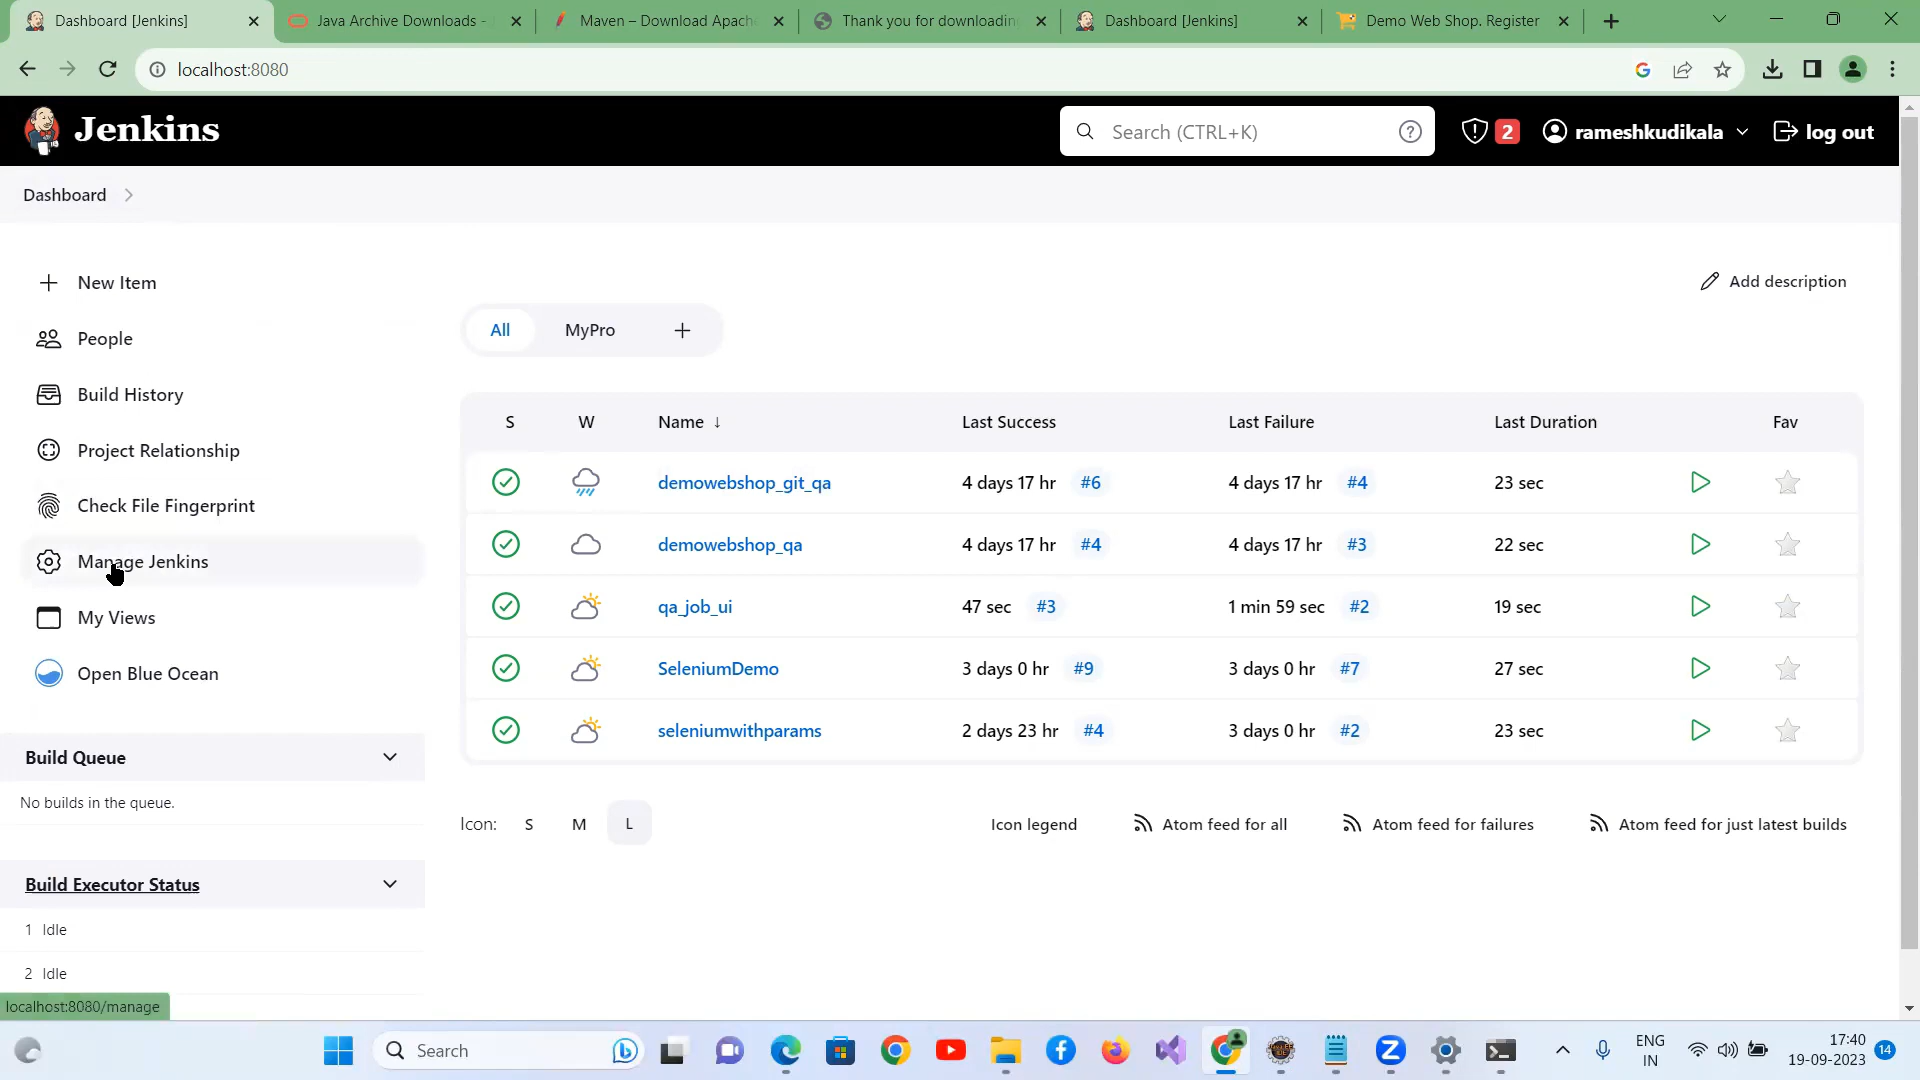 Dashboard [Jenkins]
Java Archive Downloads -
Maven – Download Apach
Thank you for downloadin
Dashboard [Jenkins]
Demo Web Shop. Register
localhost:8080
Jenkins
Search (CTRL+K)
2
rameshkudikala
log out
Dashboard
New Item
People
Build History
Project Relationship
Check File Fingerprint
Manage Jenkins
My Views
Open Blue Ocean
Build Queue
No builds in the queue.
Build Executor Status
1 Idle
2 Idle
localhost:8080/manage
Add description
All MyPro +
S W Name ↓ Last Success Last Failure Last Duration Fav
demowebshop_git_qa 4 days 17 hr #6 4 days 17 hr #4 23 sec
demowebshop_qa 4 days 17 hr #4 4 days 17 hr #3 22 sec
qa_job_ui 47 sec #3 1 min 59 sec #2 19 sec
SeleniumDemo 3 days 0 hr #9 3 days 0 hr #7 27 sec
seleniumwithparams 2 days 23 hr #4 3 days 0 hr #2 23 sec
Icon: S M L
Icon legend
Atom feed for all
Atom feed for failures
Atom feed for just latest builds
Search
ENG
IN
17:40
19-09-2023
14